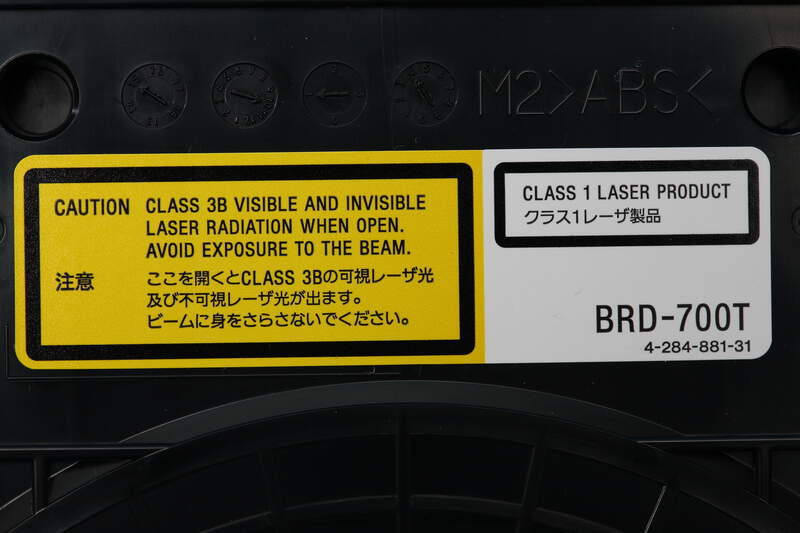 M2>ABS<
CAUTION CLASS 3B VISIBLE AND INVISIBLE
LASER RADIATION WHEN OPEN.
AVOID EXPOSURE TO THE BEAM.
注意 ここを開くとCLASS 3Bの可視レーザ光
及び不可視レーザ光が出ます。
ビームに身をさらさないでください。
CLASS 1 LASER PRODUCT
クラス1レーザ製品
BRD-700T
4-284-881-31